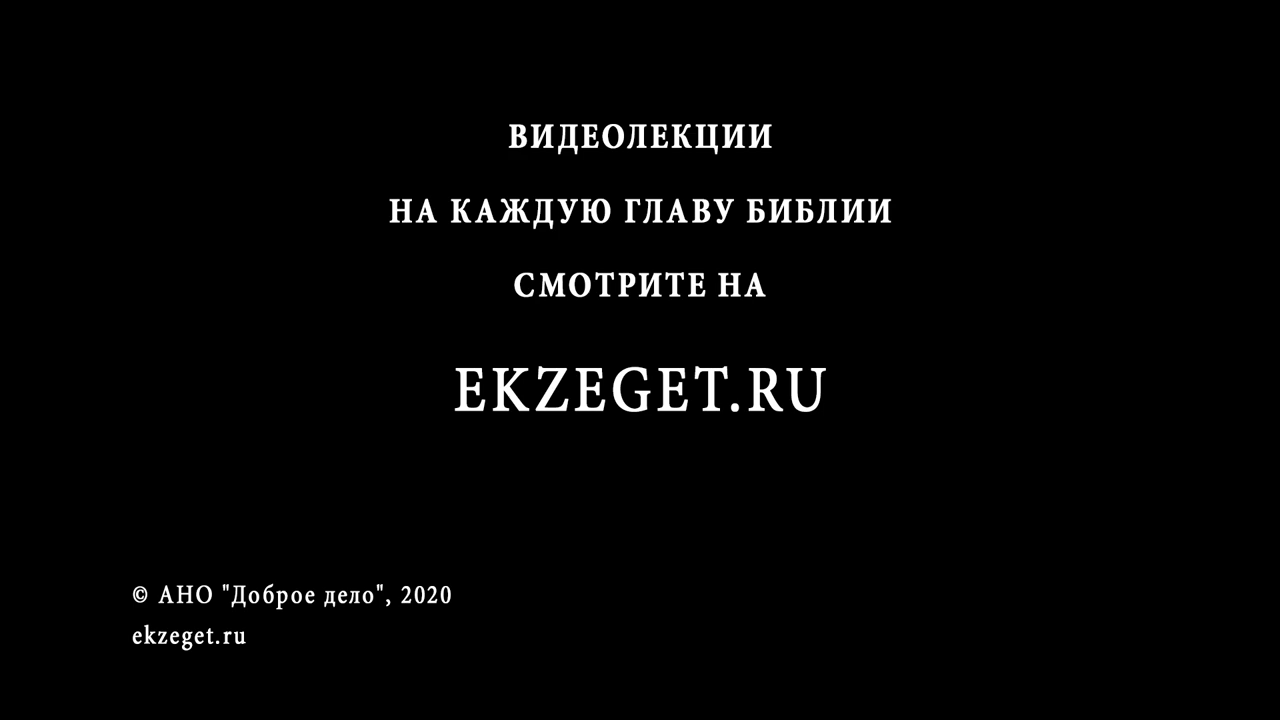 ВИДЕОЛЕКЦИИ
НА КАЖДУЮ ГЛАВУ БИБЛИИ
СМОТРИТЕ НА
EKZEGET.RU
© АНО "Доброе дело", 2020
ekzeget.ru